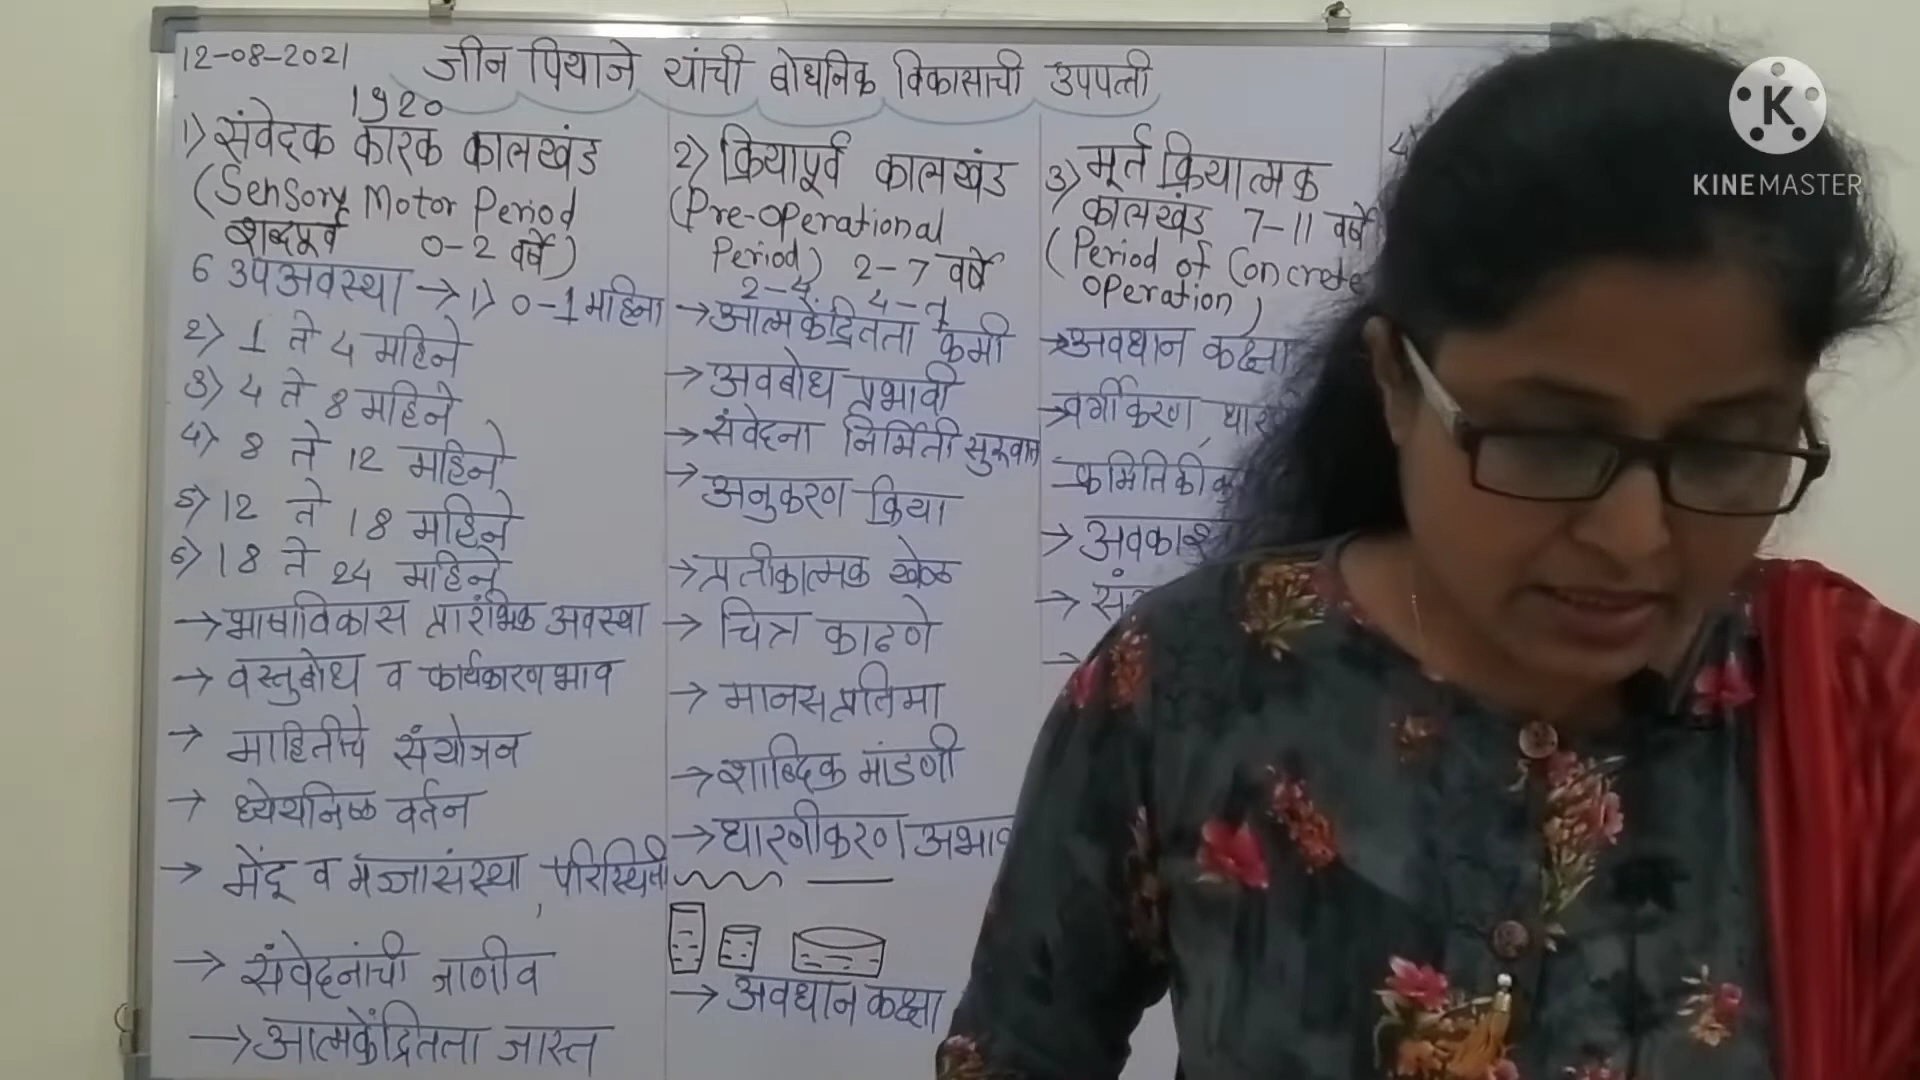 12-08-2021
जीन पियाजे यांची बोधनिक विकासाची उपपत्ती
1920
1) संवेदक कारक कालखंड
(Sensory Motor Period
शब्दपूर्व 0-2 वर्षे)
6 उपअवस्था → 1) 0-1 महिना
2) 1 ते 4 महिने
3) 4 ते 8 महिने
4) 8 ते 12 महिने
5) 12 ते 18 महिने
6) 18 ते 24 महिने
→ भाषाविकास प्रारंभिक अवस्था
→ वस्तुबोध व कार्यकारण भाव
→ माहितीचे संयोजन
→ ध्येयनिष्ठ वर्तन
→ मेंदू व मज्जासंस्था, परिस्थिती
→ संवेदनांची जाणीव
→ आत्मकेंद्रितता जास्त
2) क्रियापूर्व कालखंड
(Pre-operational
Period) 2-7 वर्षे
2-4 4-7
→ आत्मकेंद्रितता कमी
→ अवबोध प्रभावी
→ संवेदना निर्मिती सुरुवात
→ अनुकरण क्रिया
→ प्रतीकात्मक खेळ
→ चित्र काढणे
→ मानसप्रतिमा
→ शाब्दिक मांडणी
→ धारणीकरण अभाव
→ अवधान कक्षा
3) मूर्त क्रियात्मक
कालखंड 7-11 वर्षे
(Period of Concrete
operation)
→ अवधान कक्षा
→ वर्गीकरण,
→
→
→
K
KINEMASTER